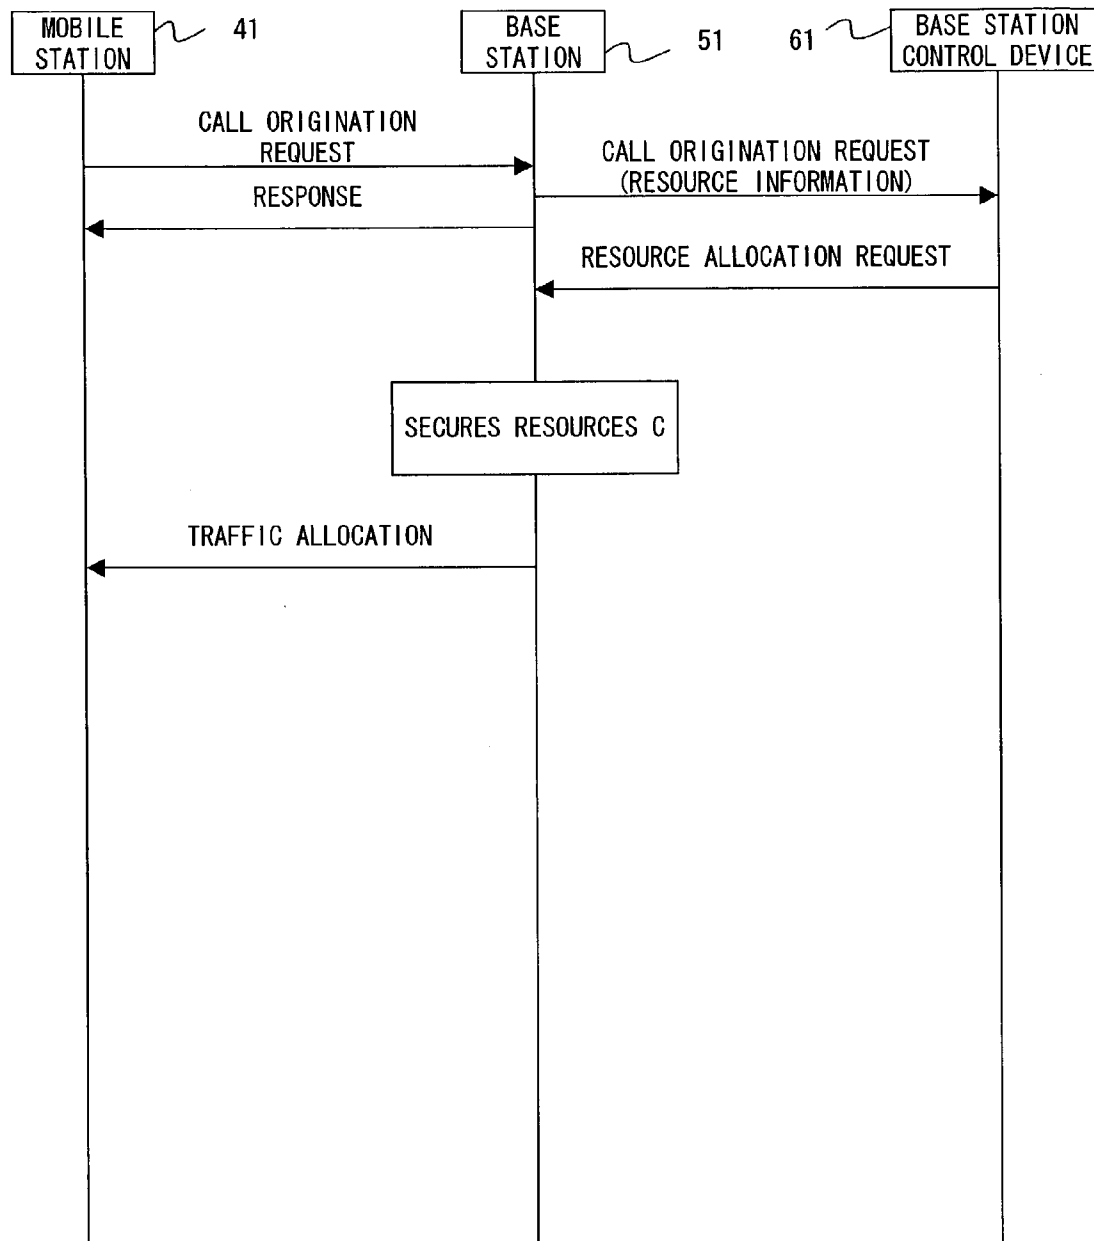 MOBILE
STATION
41
BASE
STATION
51
61
BASE STATION
CONTROL DEVICE
CALL ORIGINATION
REQUEST
CALL ORIGINATION REQUEST
(RESOURCE INFORMATION)
RESPONSE
RESOURCE ALLOCATION REQUEST
SECURES RESOURCES C
TRAFFIC ALLOCATION